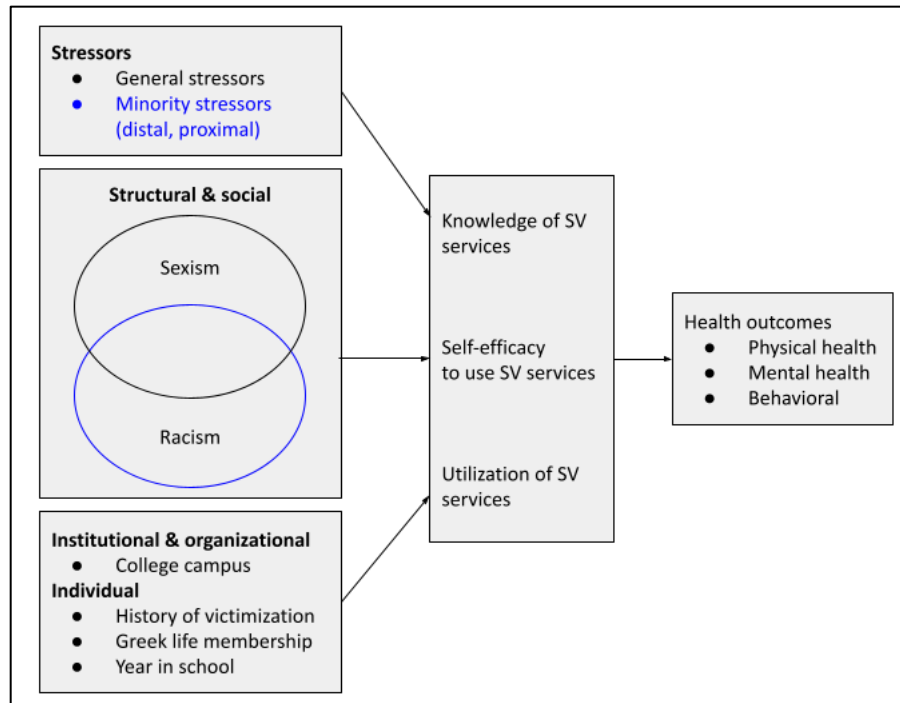 Stressors
● General stressors
● Minority stressors
(distal, proximal)
Structural & social
Sexism
Racism
Institutional & organizational
● College campus
Individual
● History of victimization
● Greek life membership
● Year in school
Knowledge of SV
services
Self-efficacy
to use SV services
Utilization of SV
services
Health outcomes
● Physical health
● Mental health
● Behavioral